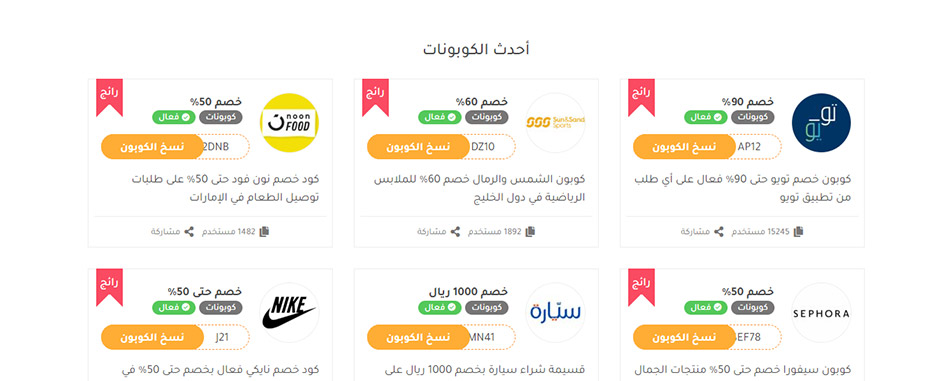 أحدث الكوبونات
رائج
خصم 90%
كوبونات
فعال
تو
يو
AP12
نسخ الكوبون
كوبون خصم تويو حتى 90% فعال على أي طلب
من تطبيق تويو
15245 مستخدم
مشاركة
رائج
خصم 60%
كوبونات
فعال
Sun&Sand
Sports
DZ10
نسخ الكوبون
كوبون الشمس والرمال خصم 60% للملابس
الرياضية في دول الخليج
1892 مستخدم
مشاركة
رائج
خصم 50%
كوبونات
فعال
noon
ن FOOD
2DNB
نسخ الكوبون
كود خصم نون فود حتى 50% على طلبات
توصيل الطعام في الإمارات
1482 مستخدم
مشاركة
رائج
خصم 50%
كوبونات
فعال
SEPHORA
EF78
نسخ الكوبون
كوبون سيفورا خصم حتى 50% منتجات الجمال
خصم 1000 ريال
كوبونات
فعال
سيّارة
MN41
نسخ الكوبون
قسيمة شراء سيارة بخصم 1000 ريال على
رائج
خصم حتى 50%
كوبونات
فعال
NIKE
J21
نسخ الكوبون
كود خصم نايكي فعال بخصم حتى 50% في